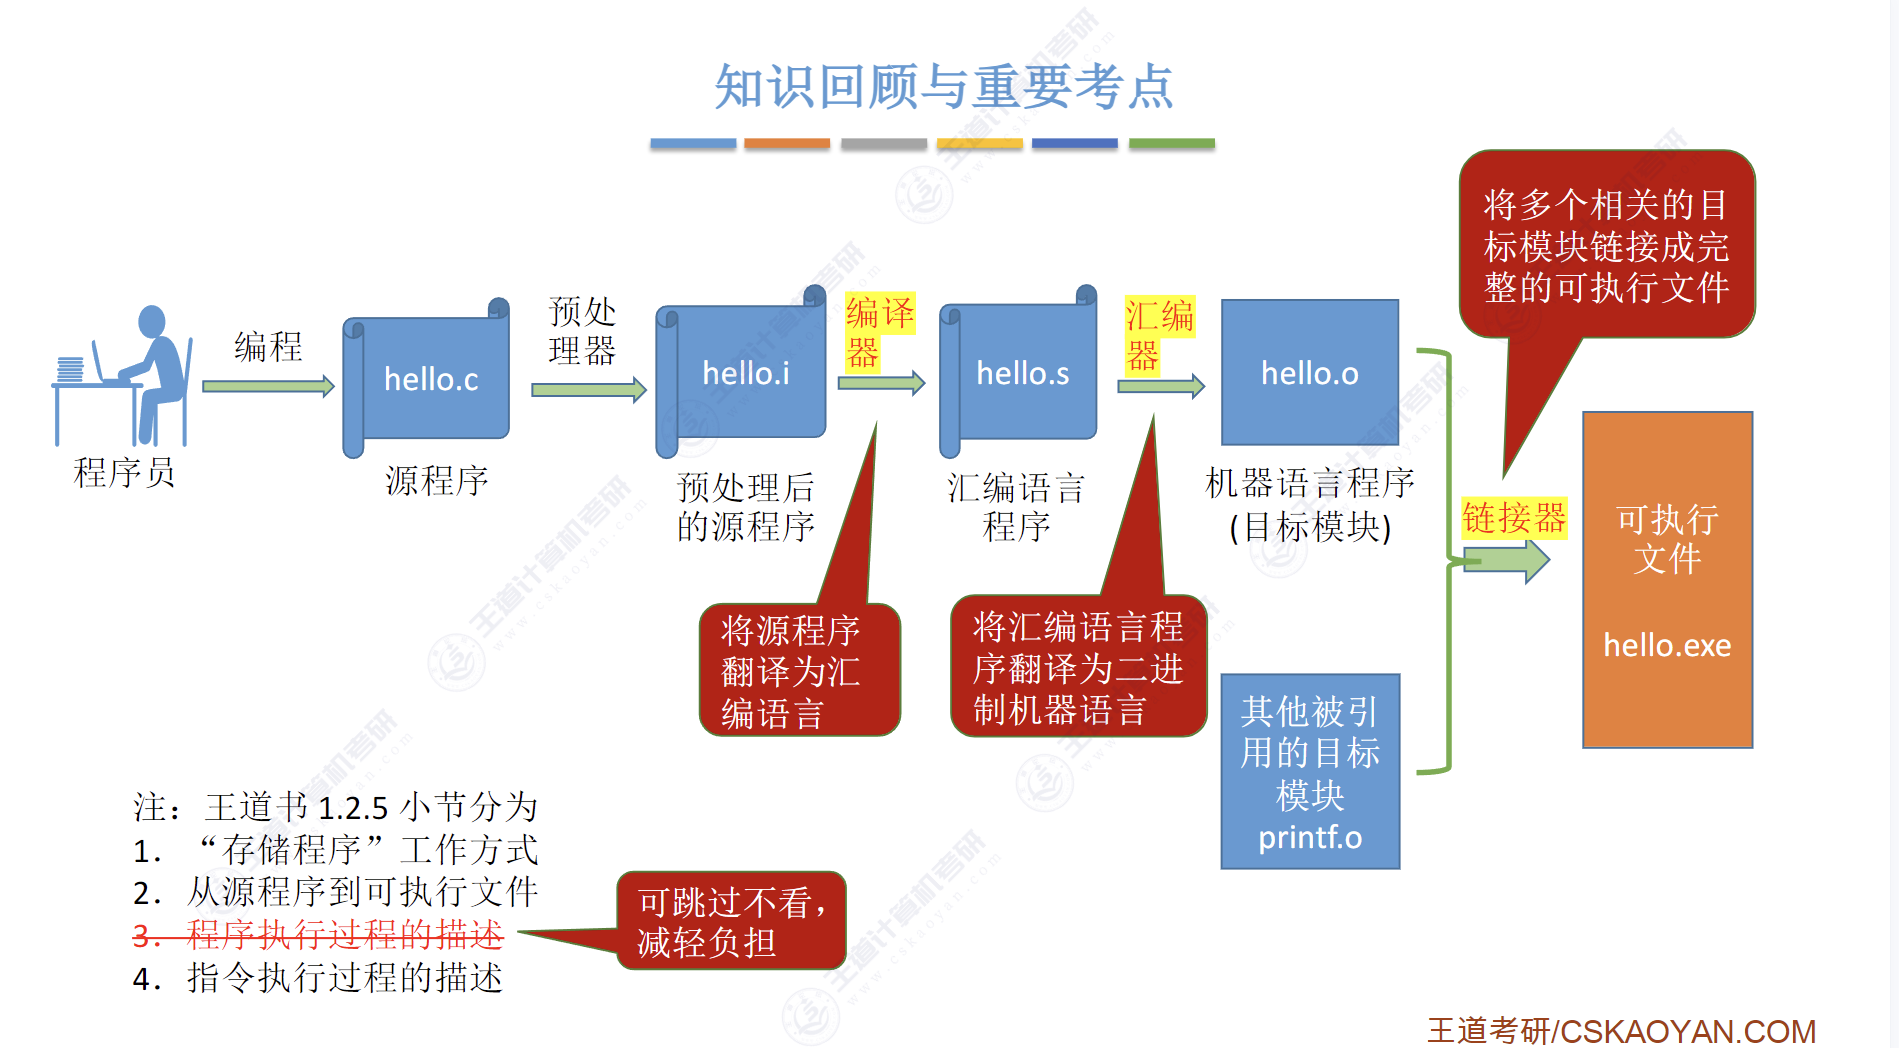 知识回顾与重要考点
将多个相关的目
标模块链接成完
整的可执行文件
编程
预处
理器
编译
器
汇编
器
hello.c
hello.i
hello.s
hello.o
程序员
源程序
预处理后
的源程序
汇编语言
程序
机器语言程序
(目标模块)
链接器
可执行
文件
hello.exe
将源程序
翻译为汇
编语言
将汇编语言程
序翻译为二进
制机器语言
其他被引
用的目标
模块
printf.o
注：王道书 1.2.5 小节分为
1. “存储程序”工作方式
2. 从源程序到可执行文件
3. 程序执行过程的描述
4. 指令执行过程的描述
可跳过不看，
减轻负担
王道考研/CSKAOYAN.COM
王道计算机考研
www.cskaoyan.com